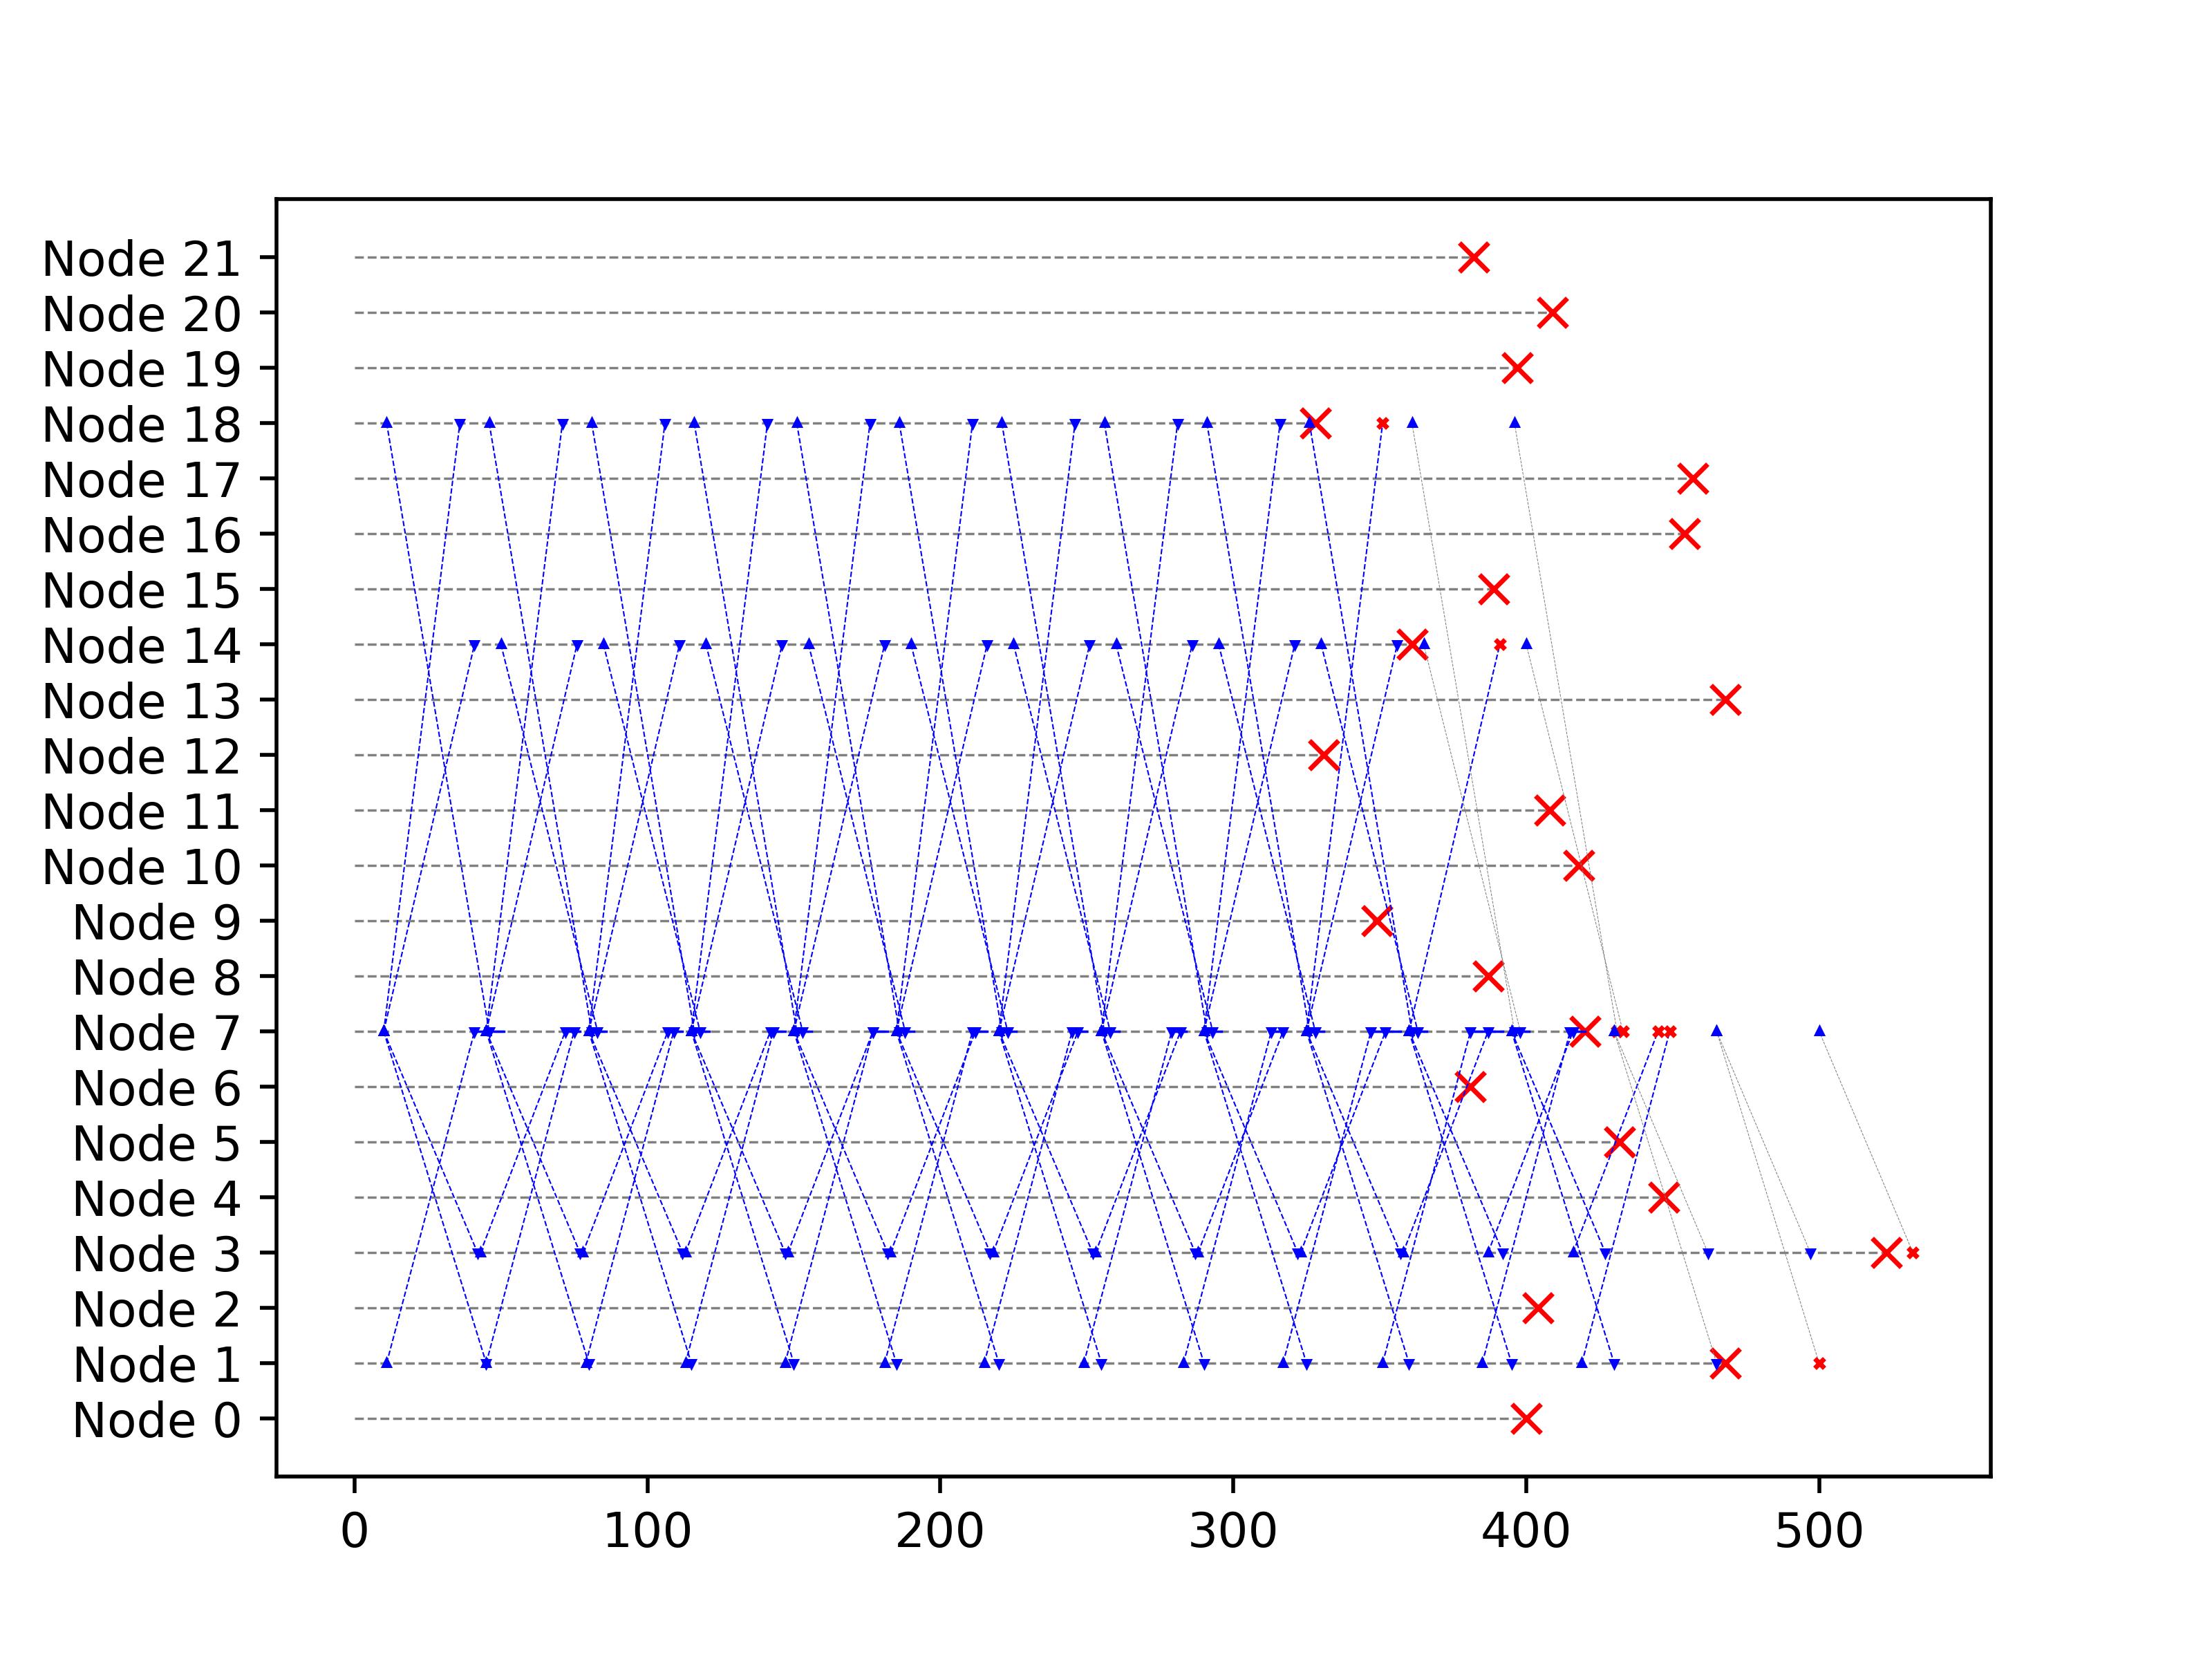 Node 21
Node 20
Node 19
Node 18
Node 17
Node 16
Node 15
Node 14
Node 13
Node 12
Node 11
Node 10
Node 9
Node 8
Node 7
Node 6
Node 5
Node 4
Node 3
Node 2
Node 1
Node 0
0 100 200 300 400 500